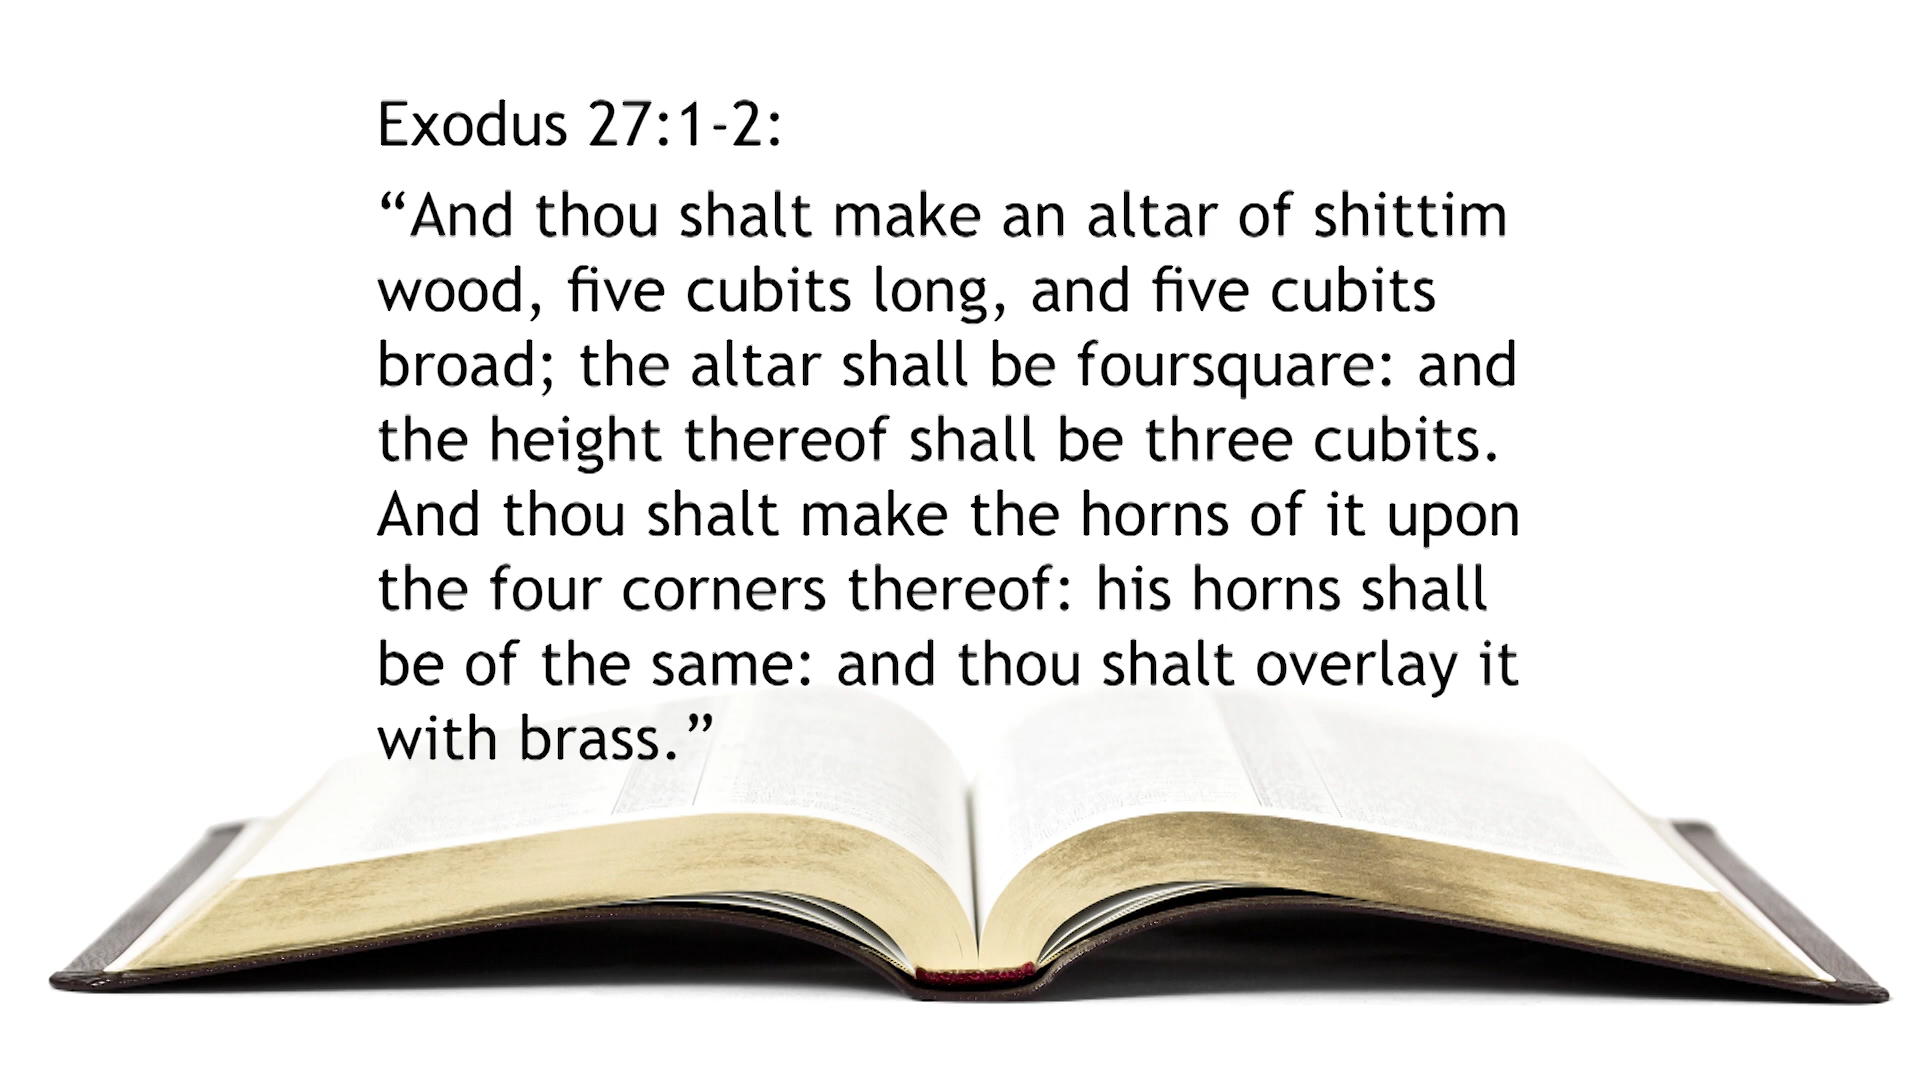 Exodus 27:1-2:
“And thou shalt make an altar of shittim
wood, five cubits long, and five cubits
broad; the altar shall be foursquare: and
the height thereof shall be three cubits.
And thou shalt make the horns of it upon
the four corners thereof: his horns shall
be of the same: and thou shalt overlay it
with brass.”